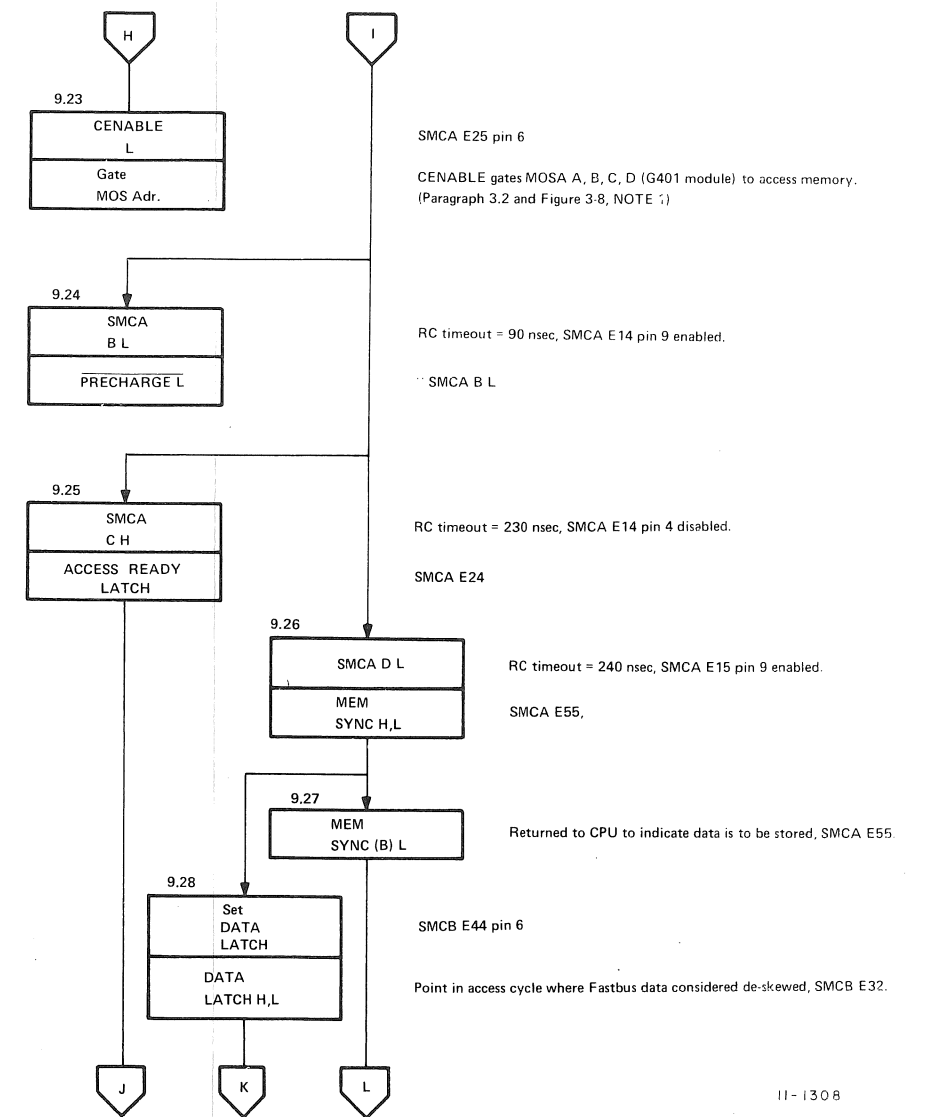 H
I
9.23
CENABLE
L
Gate
MOS Adr.
SMCA E25 pin 6
CENABLE gates MOSA A, B, C, D (G401 module) to access memory.
(Paragraph 3.2 and Figure 3-8, NOTE 1)
9.24
SMCA
B L
PRECHARGE L
RC timeout = 90 nsec, SMCA E14 pin 9 enabled.
SMCA B L
9.25
SMCA
C H
ACCESS READY
LATCH
RC timeout = 230 nsec, SMCA E14 pin 4 disabled.
SMCA E24
9.26
SMCA D L
MEM
SYNC H,L
RC timeout = 240 nsec, SMCA E15 pin 9 enabled.
SMCA E55,
9.27
MEM
SYNC (B) L
Returned to CPU to indicate data is to be stored, SMCA E55.
9.28
Set
DATA
LATCH
DATA
LATCH H,L
SMCB E44 pin 6
Point in access cycle where Fastbus data considered de-skewed, SMCB E32.
J
K
L
11-1308